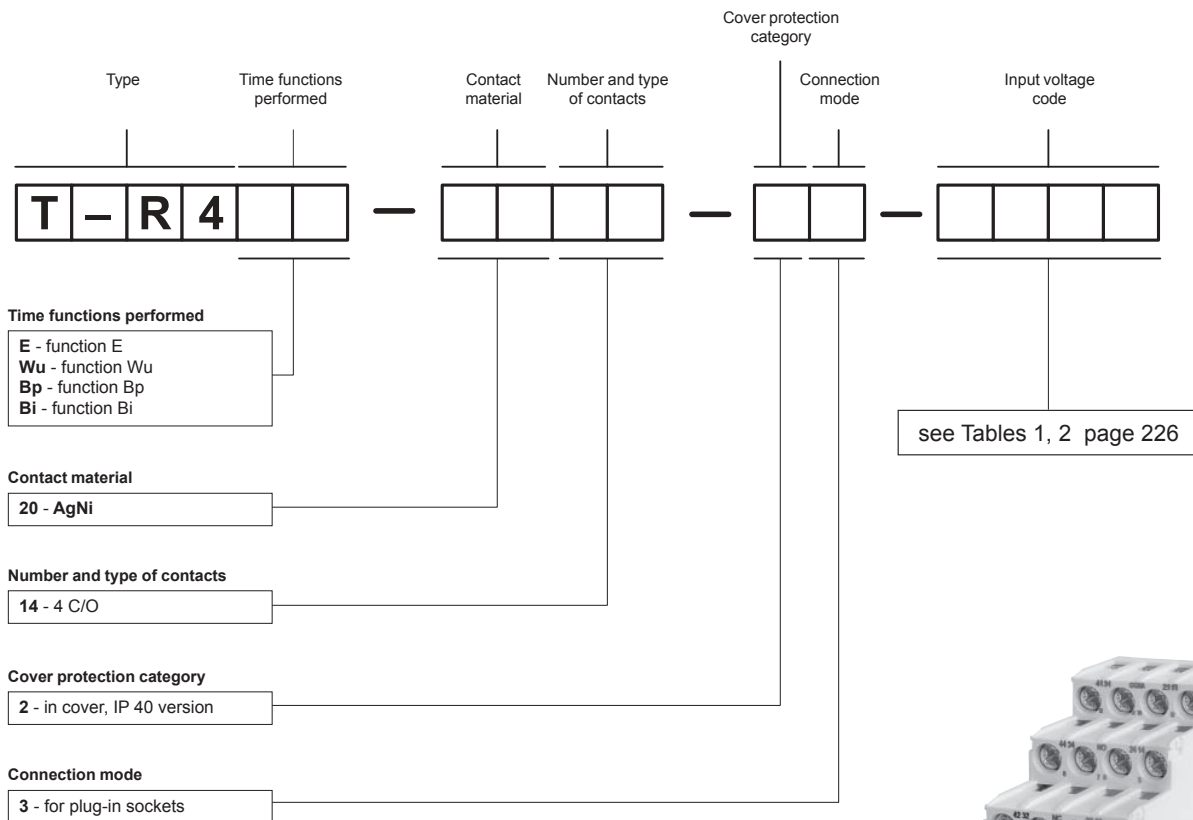 Cover protection
category
Type
Time functions
performed
Contact
material
Number and type
of contacts
Connection
mode
Input voltage
code
T – R 4 — — —
Time functions performed
E - function E
Wu - function Wu
Bp - function Bp
Bi - function Bi
see Tables 1, 2 page 226
Contact material
20 - AgNi
Number and type of contacts
14 - 4 C/O
Cover protection category
2 - in cover, IP 40 version
Connection mode
3 - for plug-in sockets